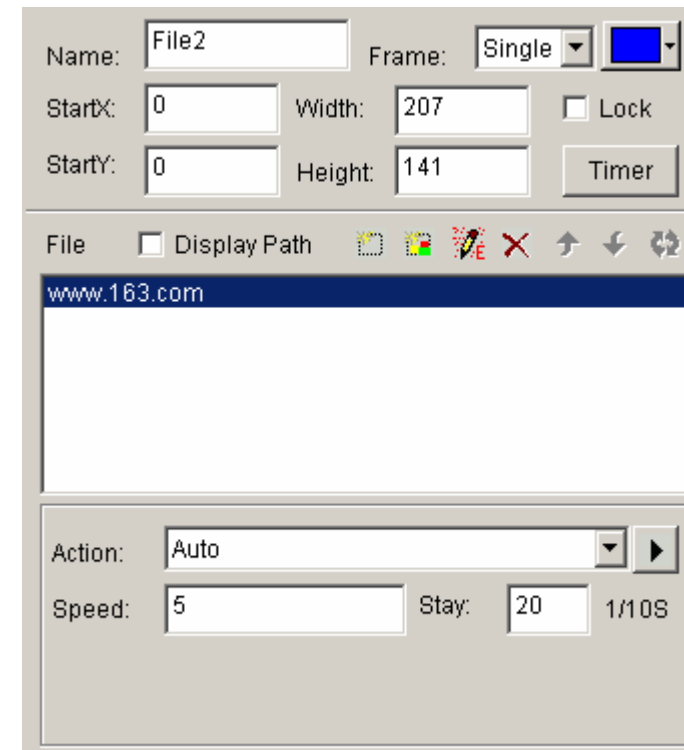 Name: File2 Frame: Single
StartX: 0 Width: 207 Lock
StartY: 0 Height: 141 Timer
File Display Path E
www.163.com
Action: Auto
Speed: 5 Stay: 20 1/10S